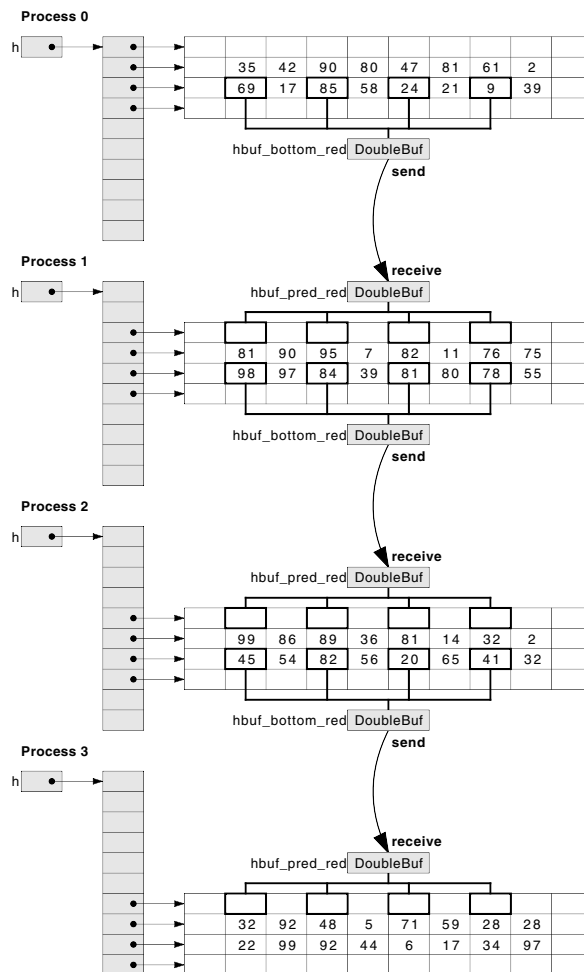 Process 0
h
35 42 90 80 47 81 61 2
69 17 85 58 24 21 9 39
hbuf_bottom_red DoubleBuf
send
Process 1
receive
h
hbuf_pred_red DoubleBuf
81 90 95 7 82 11 76 75
98 97 84 39 81 80 78 55
hbuf_bottom_red DoubleBuf
send
Process 2
h
receive
hbuf_pred_red DoubleBuf
99 86 89 36 81 14 32 2
45 54 82 56 20 65 41 32
hbuf_bottom_red DoubleBuf
send
Process 3
h
receive
hbuf_pred_red DoubleBuf
32 92 48 5 71 59 28 28
22 99 92 44 6 17 34 97